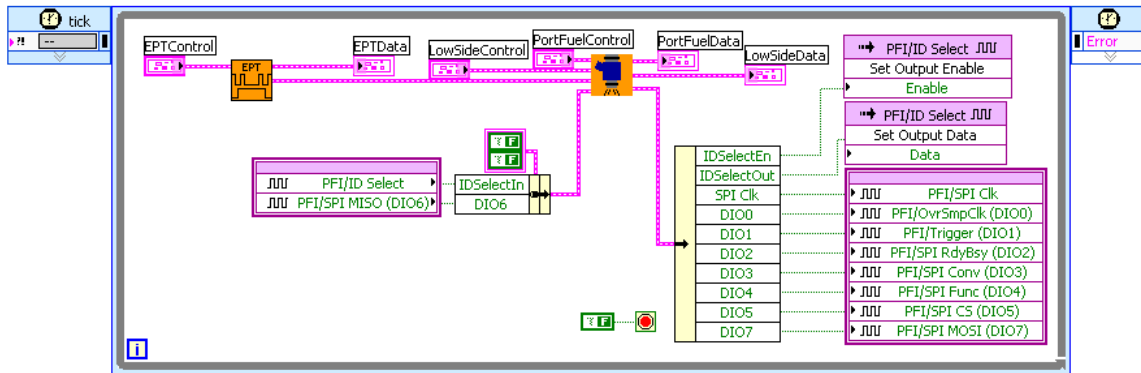 tick
?!
--
Error
EPTControl
EPT
EPTData
LowSideControl
PortFuelControl
PortFuelData
LowSideData
PFI/ID Select
Set Output Enable
Enable
PFI/ID Select
Set Output Data
Data
F
F
PFI/ID Select
PFI/SPI MISO (DIO6)
IDSelectIn
DIO6
IDSelectEn
IDSelectOut
SPI Clk
DIO0
DIO1
DIO2
DIO3
DIO4
DIO5
DIO7
PFI/SPI Clk
PFI/OvrSmpClk (DIO0)
PFI/Trigger (DIO1)
PFI/SPI RdyBsy (DIO2)
PFI/SPI Conv (DIO3)
PFI/SPI Func (DIO4)
PFI/SPI CS (DIO5)
PFI/SPI MOSI (DIO7)
F
i